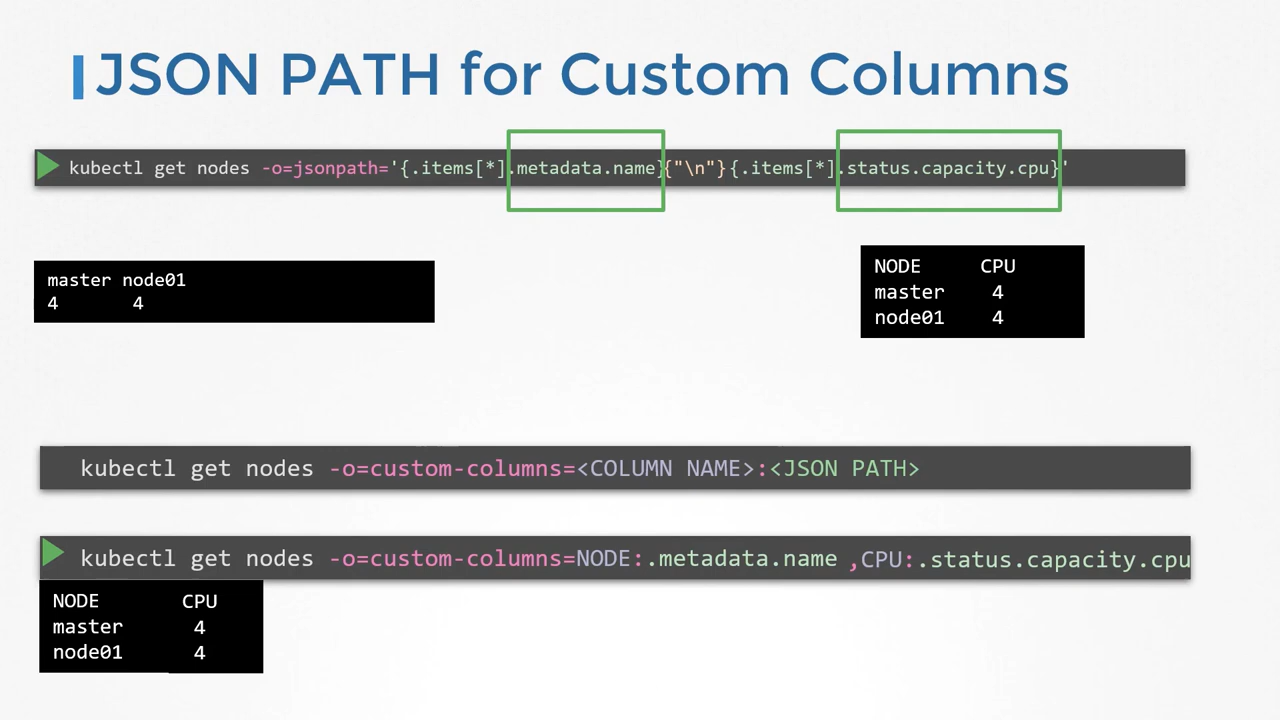 JSON PATH for Custom Columns
kubectl get nodes -o=jsonpath='{.items[*].metadata.name}{"\n"}{.items[*].status.capacity.cpu}'
master node01
4 4
NODE CPU
master 4
node01 4
kubectl get nodes -o=custom-columns=<COLUMN NAME>:<JSON PATH>
kubectl get nodes -o=custom-columns=NODE:.metadata.name ,CPU:.status.capacity.cpu
NODE CPU
master 4
node01 4